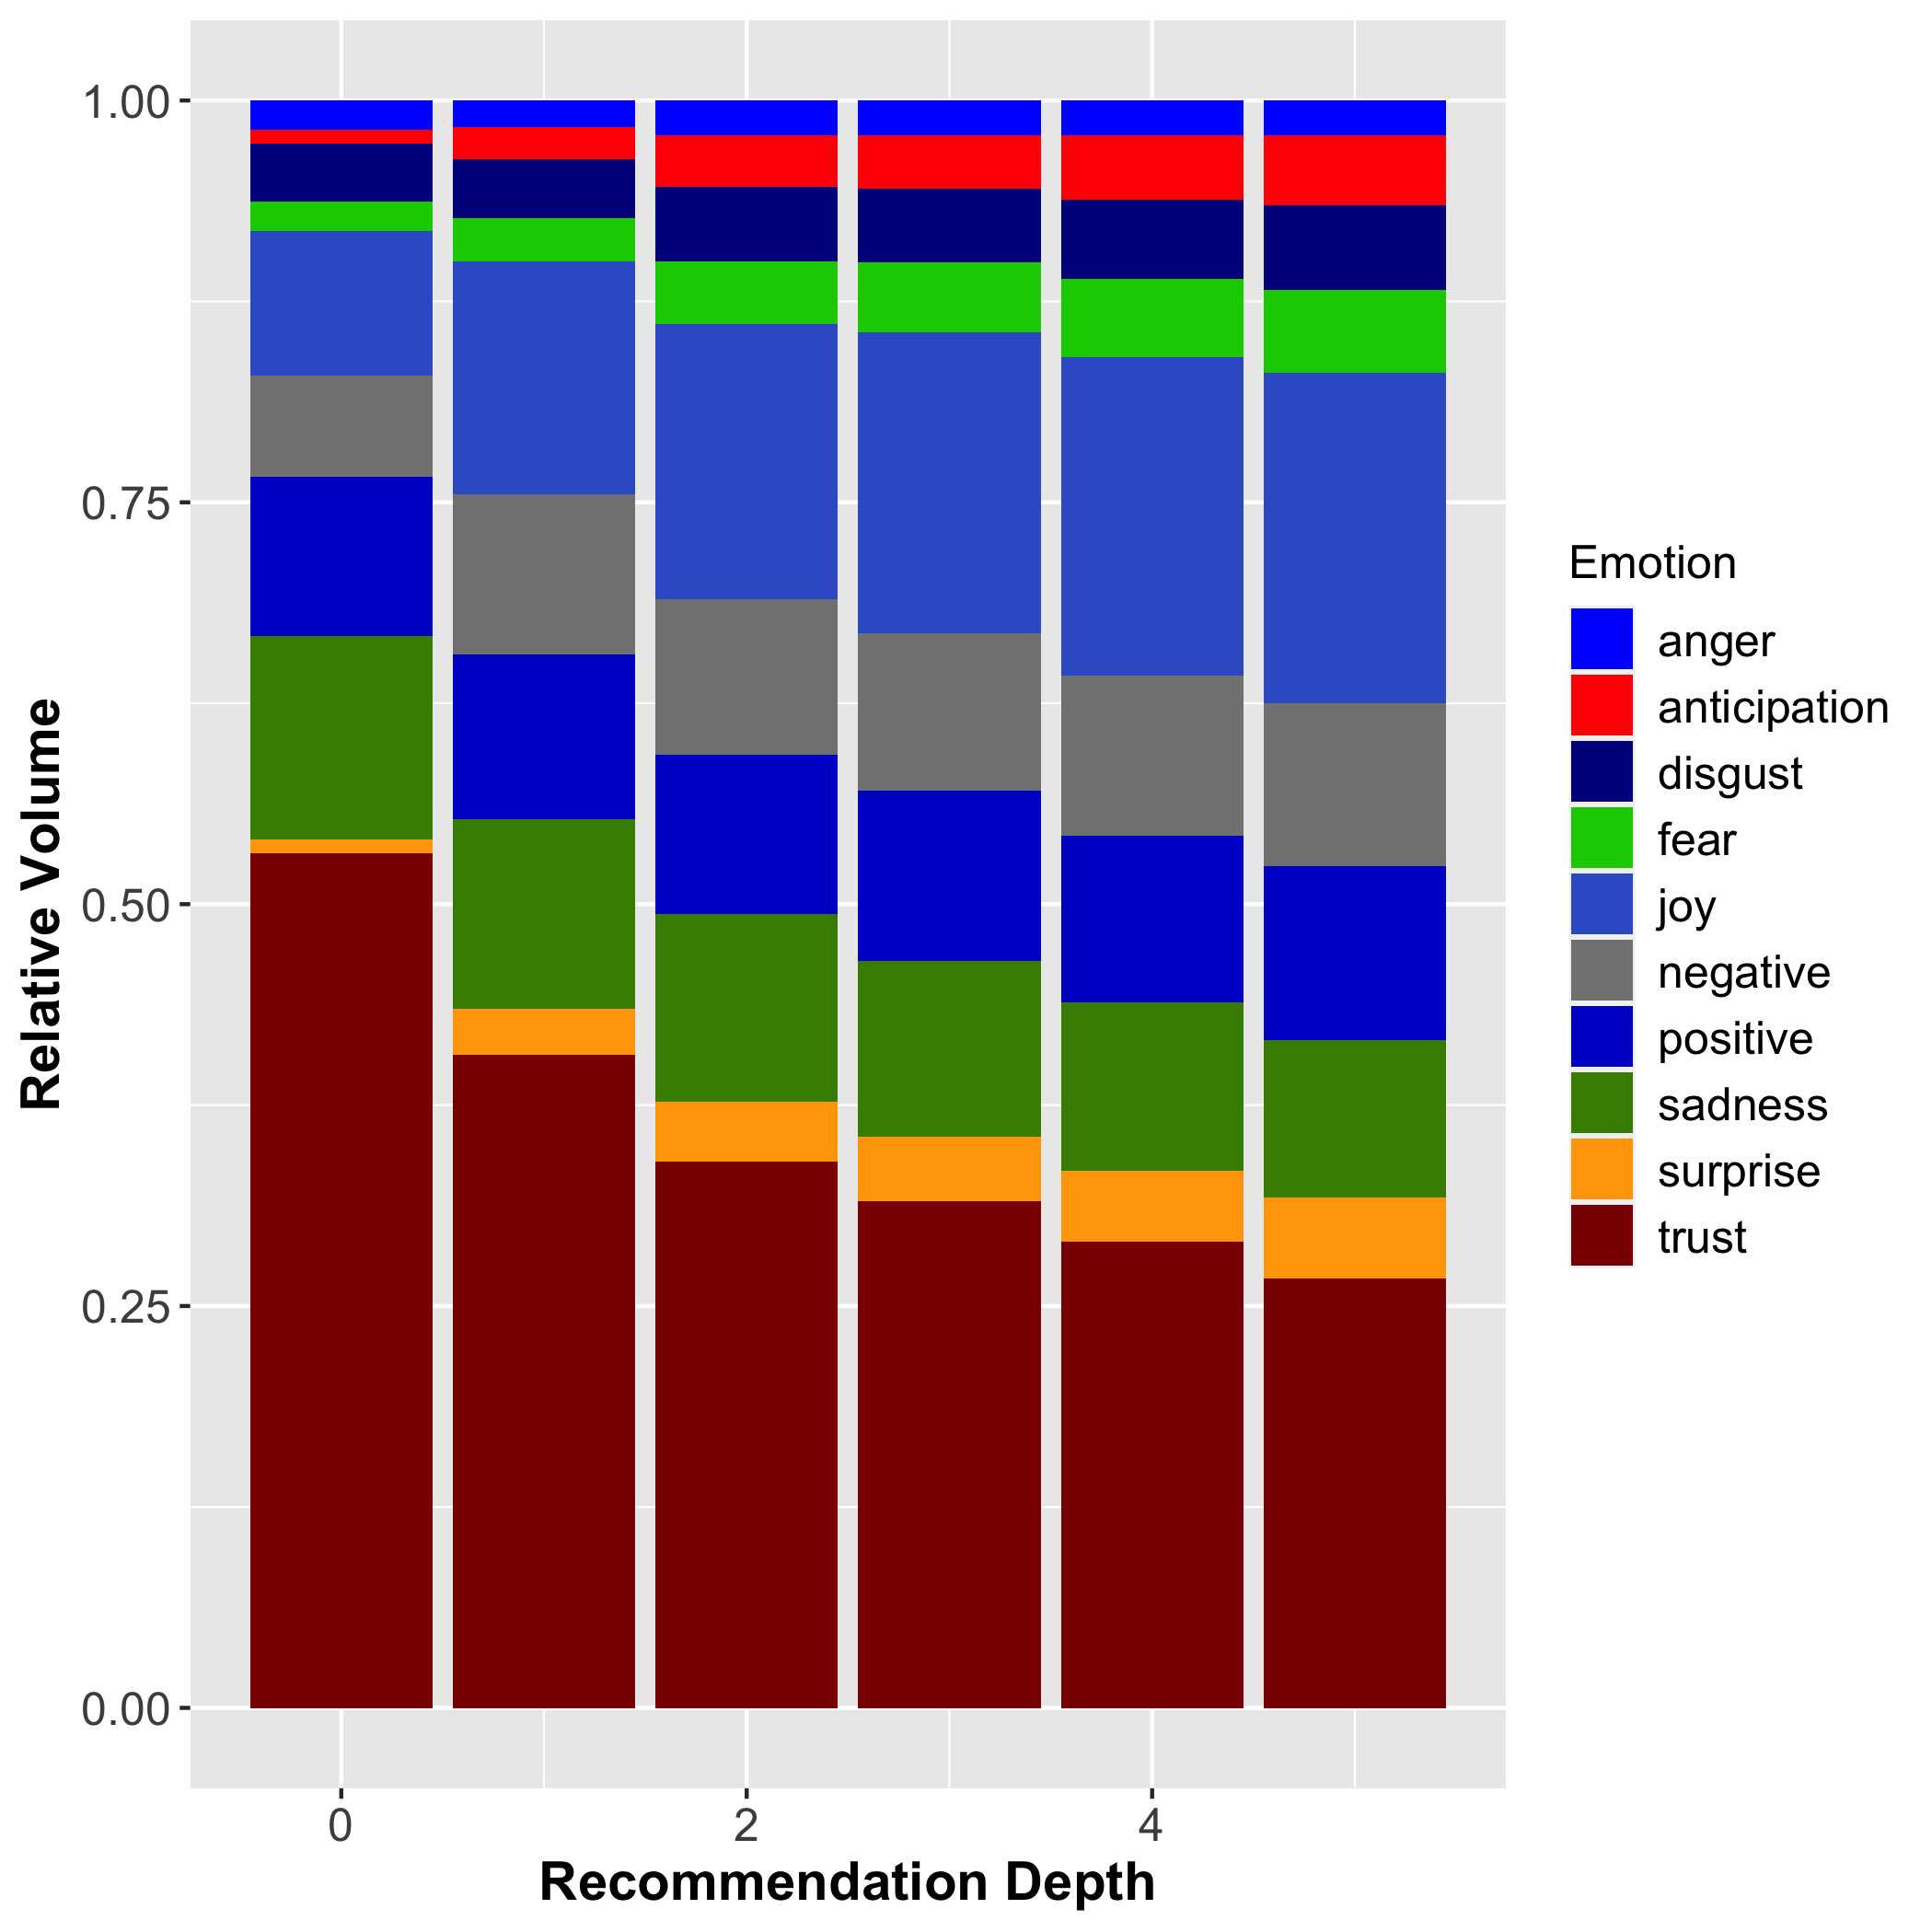 Relative Volume
1.00
0.75
0.50
0.25
0.00
0 2 4
Recommendation Depth
Emotion
anger
anticipation
disgust
fear
joy
negative
positive
sadness
surprise
trust